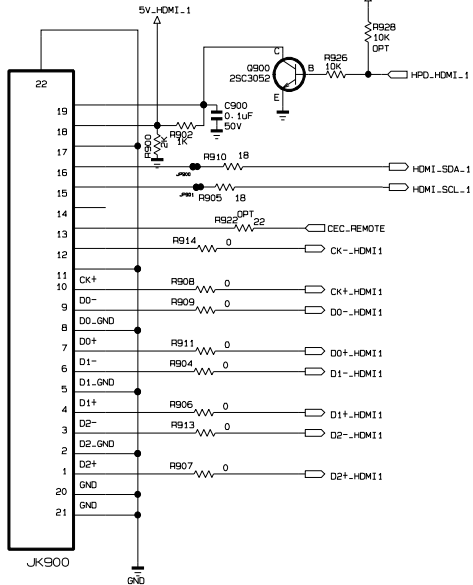 5V_HDMI_1
R928
10K
OPT
22
C
Q900
2SC3052
B
E
R926
10K
HPD_HDMI_1
19
C900
0.1uF
50V
18
R900
2K
R902
1K
17
16
JP900
R910
18
HDMI_SDA_1
15
JP901
R905
18
HDMI_SCL_1
14
13
R922
OPT
22
CEC_REMOTE
12
R914
0
CK-_HDMI1
11
10
CK+
R908
0
CK+_HDMI1
9
D0-
R909
0
D0-_HDMI1
8
D0_GND
7
D0+
R911
0
D0+_HDMI1
6
D1-
R904
0
D1-_HDMI1
5
D1_GND
4
D1+
R906
0
D1+_HDMI1
3
D2-
R913
0
D2-_HDMI1
2
D2_GND
1
D2+
R907
0
D2+_HDMI1
20
GND
21
GND
JK900
GND